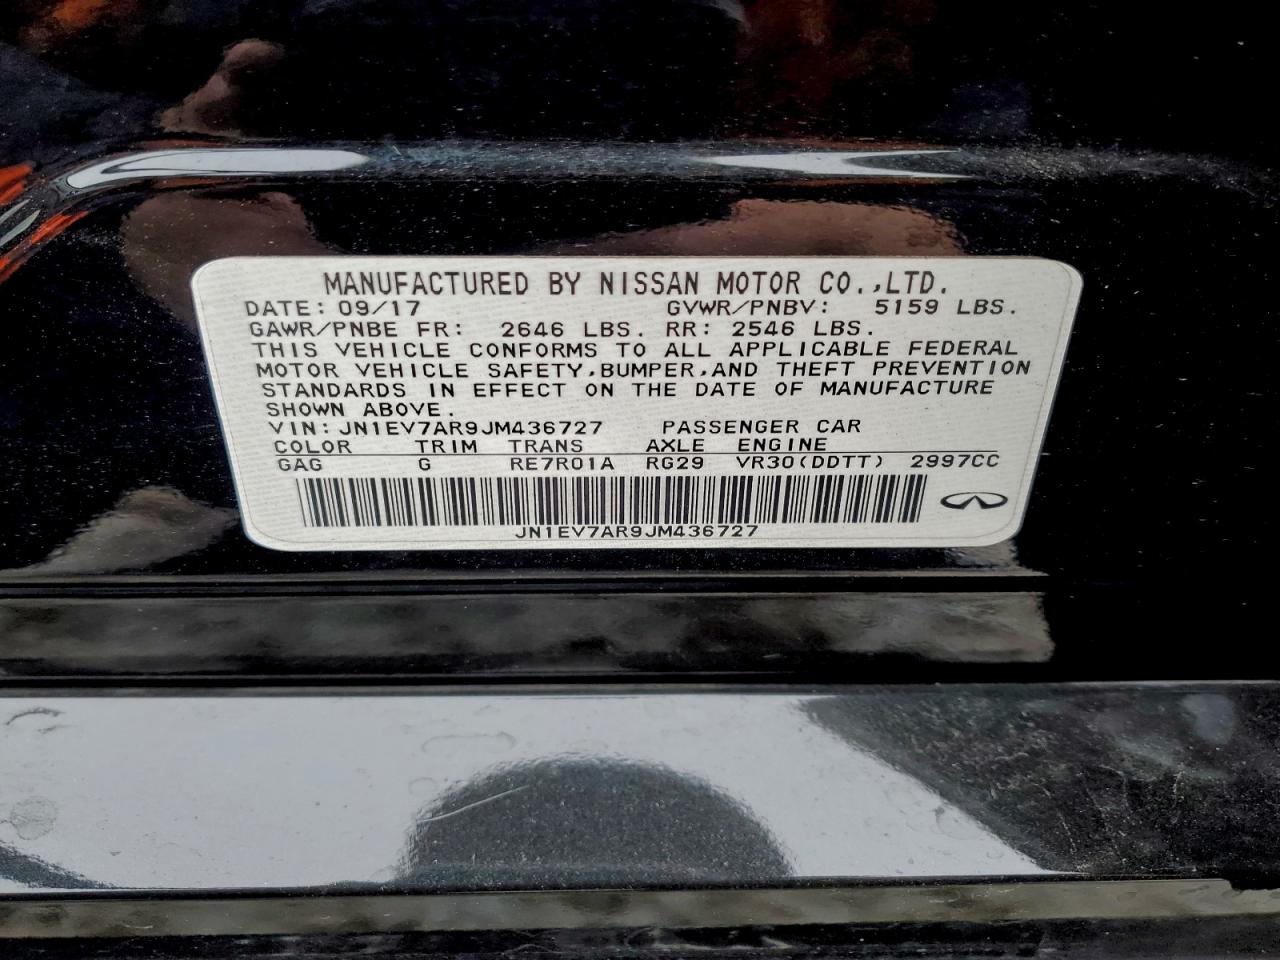 MANUFACTURED BY NISSAN MOTOR CO.,LTD.
DATE: 09/17 GVWR/PNBV: 5159 LBS.
GAWR/PNBE FR: 2646 LBS. RR: 2546 LBS.
THIS VEHICLE CONFORMS TO ALL APPLICABLE FEDERAL
MOTOR VEHICLE SAFETY,BUMPER,AND THEFT PREVENTION
STANDARDS IN EFFECT ON THE DATE OF MANUFACTURE
SHOWN ABOVE.
VIN: JN1EV7AR9JM436727 PASSENGER CAR
COLOR TRIM TRANS AXLE ENGINE
GAG G RE7R01A RG29 VR30(DDTT) 2997CC
JN1EV7AR9JM436727